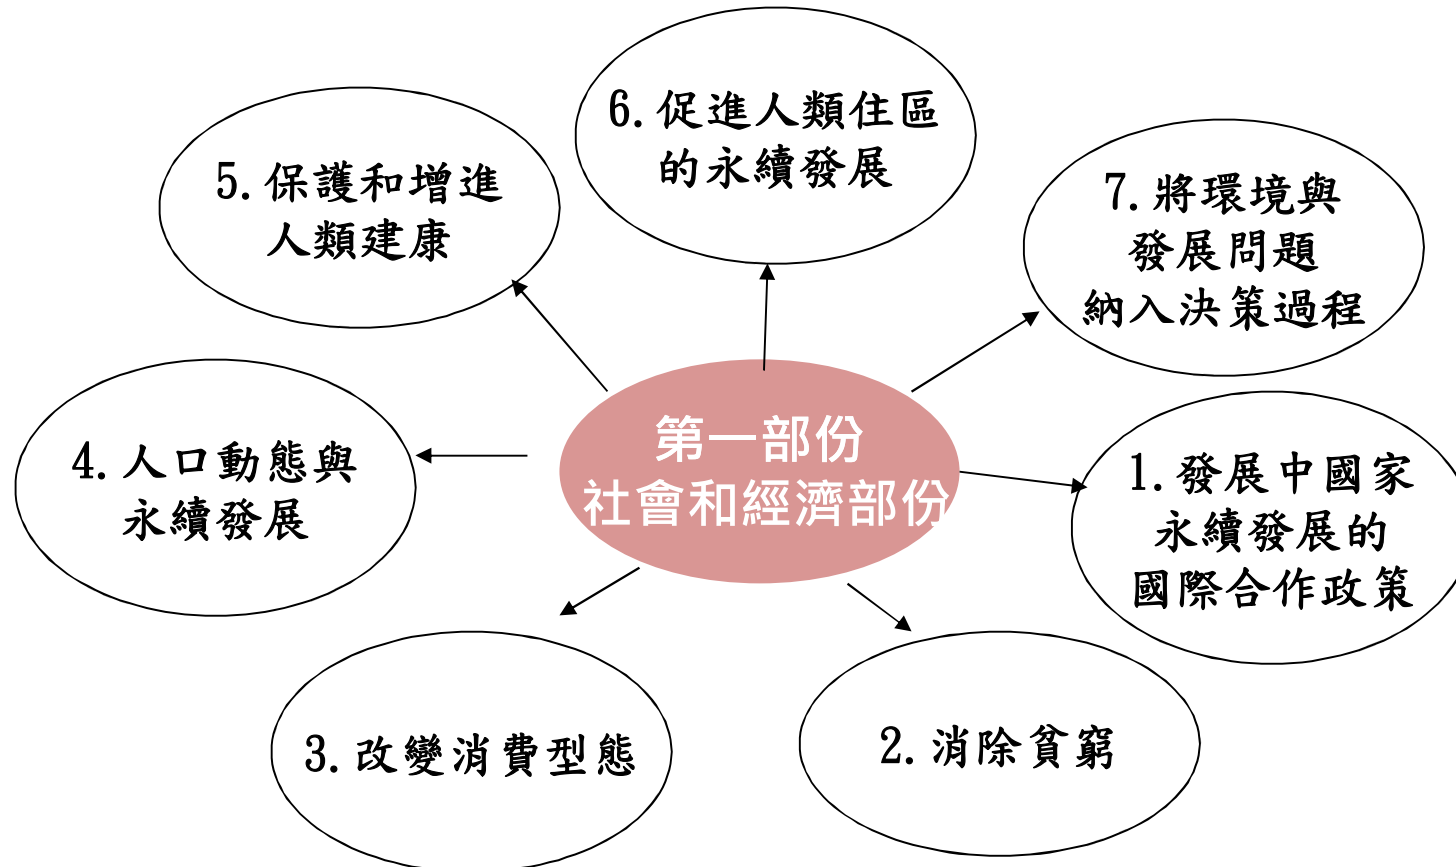 第一部份
社會和經濟部份
1.發展中國家
永續發展的
國際合作政策
2.消除貧窮
3.改變消費型態
4.人口動態與
永續發展
5.保護和增進
人類建康
6.促進人類住區
的永續發展
7.將環境與
發展問題
納入決策過程